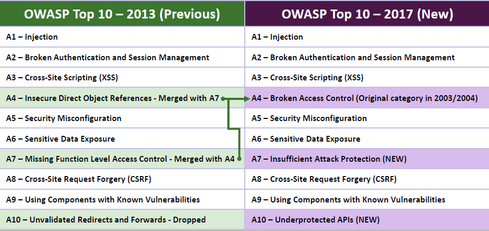 OWASP Top 10 – 2013 (Previous) OWASP Top 10 – 2017 (New)
A1 – Injection A1 – Injection
A2 – Broken Authentication and Session Management A2 – Broken Authentication and Session Management
A3 – Cross-Site Scripting (XSS) A3 – Cross-Site Scripting (XSS)
A4 – Insecure Direct Object References - Merged with A7 A4 – Broken Access Control (Original category in 2003/2004)
A5 – Security Misconfiguration A5 – Security Misconfiguration
A6 – Sensitive Data Exposure A6 – Sensitive Data Exposure
A7 – Missing Function Level Access Control - Merged with A4 A7 – Insufficient Attack Protection (NEW)
A8 – Cross-Site Request Forgery (CSRF) A8 – Cross-Site Request Forgery (CSRF)
A9 – Using Components with Known Vulnerabilities A9 – Using Components with Known Vulnerabilities
A10 – Unvalidated Redirects and Forwards - Dropped A10 – Underprotected APIs (NEW)